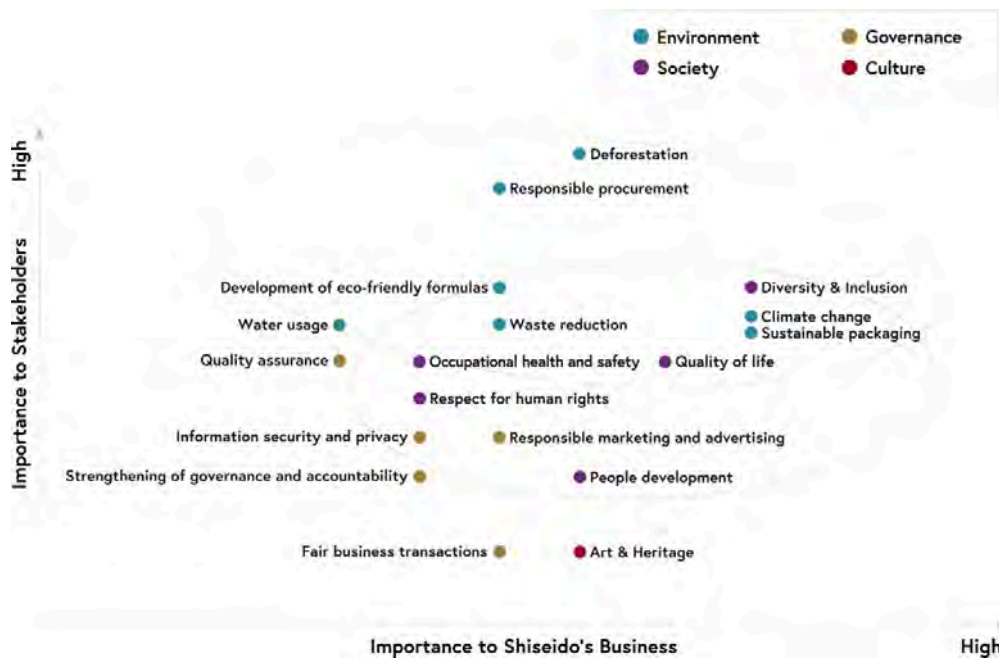 Environment
Governance
Society
Culture
High
Importance to Stakeholders
Deforestation
Responsible procurement
Development of eco-friendly formulas
Diversity & Inclusion
Climate change
Water usage
Waste reduction
Sustainable packaging
Quality assurance
Occupational health and safety
Quality of life
Respect for human rights
Information security and privacy
Responsible marketing and advertising
Strengthening of governance and accountability
People development
Fair business transactions
Art & Heritage
Importance to Shiseido's Business
High